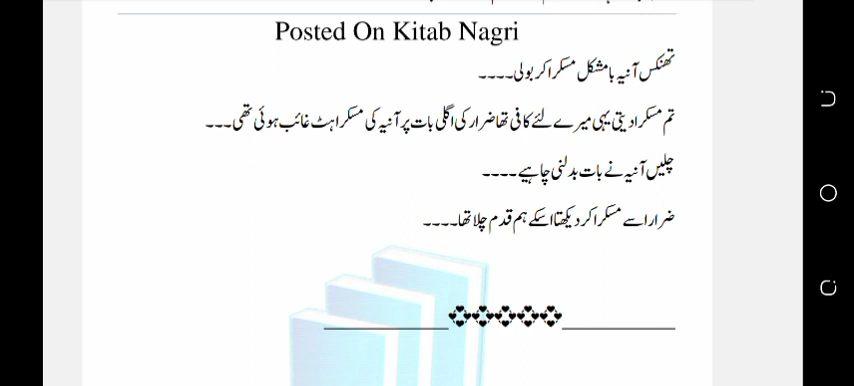 Posted On Kitab Nagri
تھنکس آنیہ بامشکل مسکرا کر بولی۔۔۔۔
تم مسکرا دیتی یہی میرے لئے کافی تھا ضرار کی اگلی بات پر آنیہ کی مسکراہٹ غائب ہوئی تھی۔۔۔
چلیں آنیہ نے بات بدلنی چاہیے۔۔۔۔
ضرار اسے مسکرا کر دیکھتا اسکے ہم قدم چلا تھا۔۔۔۔